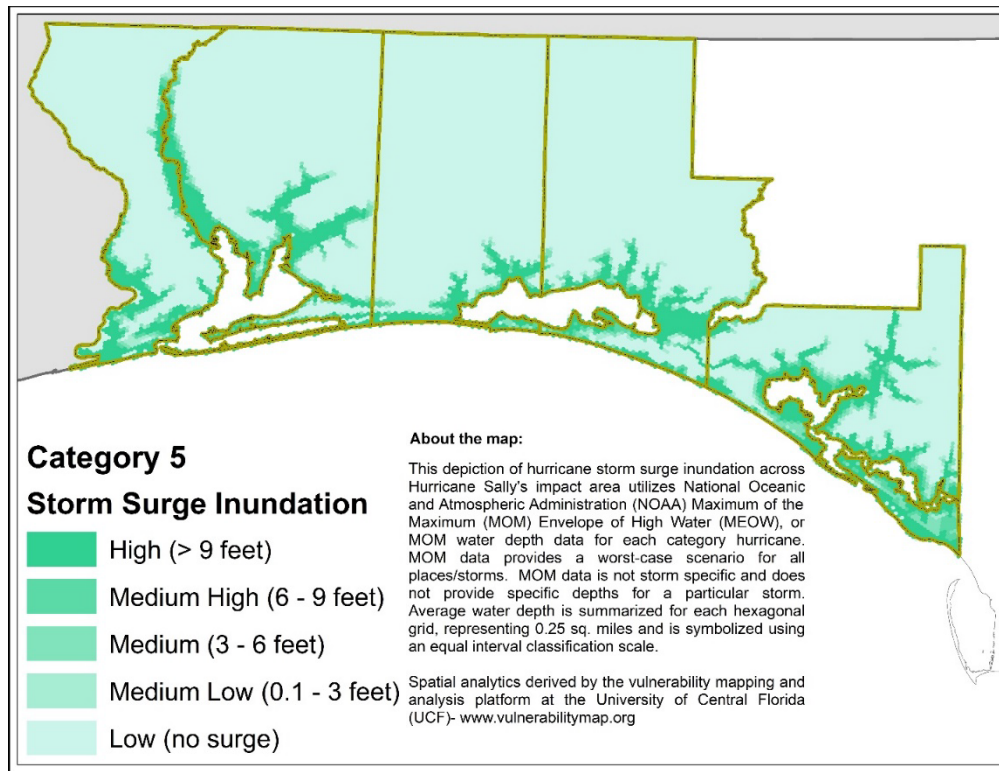 Category 5
Storm Surge Inundation
High (> 9 feet)
Medium High (6 - 9 feet)
Medium (3 - 6 feet)
Medium Low (0.1 - 3 feet)
Low (no surge)
About the map:
This depiction of hurricane storm surge inundation across
Hurricane Sally's impact area utilizes National Oceanic
and Atmospheric Administration (NOAA) Maximum of the
Maximum (MOM) Envelope of High Water (MEOW), or
MOM water depth data for each category hurricane.
MOM data provides a worst-case scenario for all
places/storms. MOM data is not storm specific and does
not provide specific depths for a particular storm.
Average water depth is summarized for each hexagonal
grid, representing 0.25 sq. miles and is symbolized using
an equal interval classification scale.
Spatial analytics derived by the vulnerability mapping and
analysis platform at the University of Central Florida
(UCF)- www.vulnerabilitymap.org